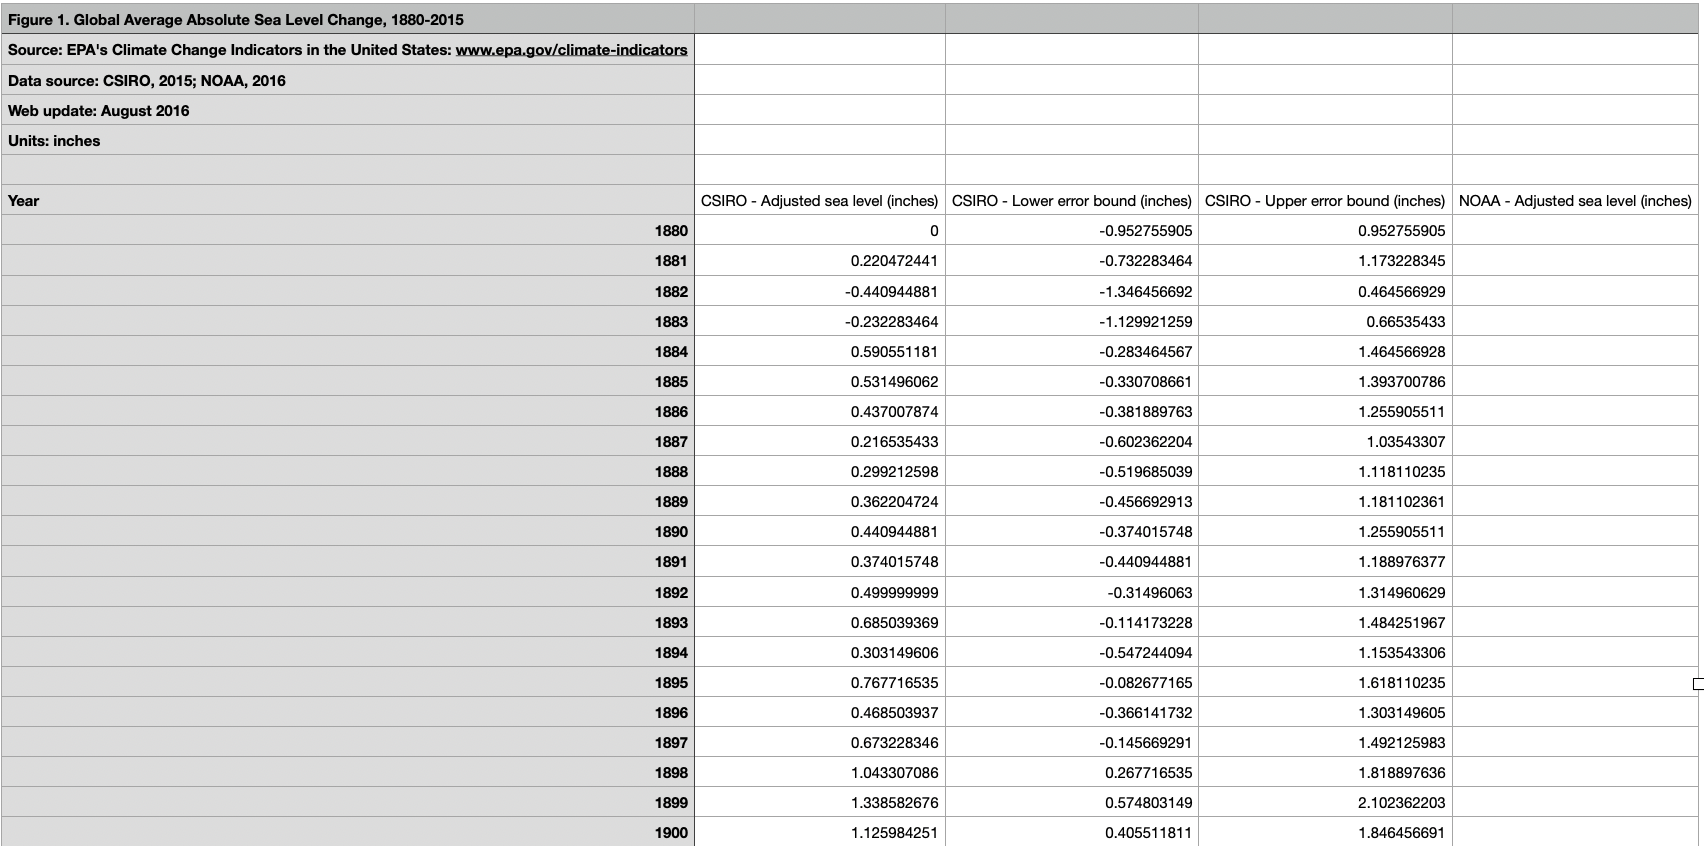 Figure 1. Global Average Absolute Sea Level Change, 1880-2015
Source: EPA's Climate Change Indicators in the United States: www.epa.gov/climate-indicators
Data source: CSIRO, 2015; NOAA, 2016
Web update: August 2016
Units: inches
Year CSIRO - Adjusted sea level (inches) CSIRO - Lower error bound (inches) CSIRO - Upper error bound (inches) NOAA - Adjusted sea level (inches)
1880 0 -0.952755905 0.952755905
1881 0.220472441 -0.732283464 1.173228345
1882 -0.440944881 -1.346456692 0.464566929
1883 -0.232283464 -1.129921259 0.66535433
1884 0.590551181 -0.283464567 1.464566928
1885 0.531496062 -0.330708661 1.393700786
1886 0.437007874 -0.381889763 1.255905511
1887 0.216535433 -0.602362204 1.03543307
1888 0.299212598 -0.519685039 1.118110235
1889 0.362204724 -0.456692913 1.181102361
1890 0.440944881 -0.374015748 1.255905511
1891 0.374015748 -0.440944881 1.188976377
1892 0.499999999 -0.31496063 1.314960629
1893 0.685039369 -0.114173228 1.484251967
1894 0.303149606 -0.547244094 1.153543306
1895 0.767716535 -0.082677165 1.618110235
1896 0.468503937 -0.366141732 1.303149605
1897 0.673228346 -0.145669291 1.492125983
1898 1.043307086 0.267716535 1.818897636
1899 1.338582676 0.574803149 2.102362203
1900 1.125984251 0.405511811 1.846456691